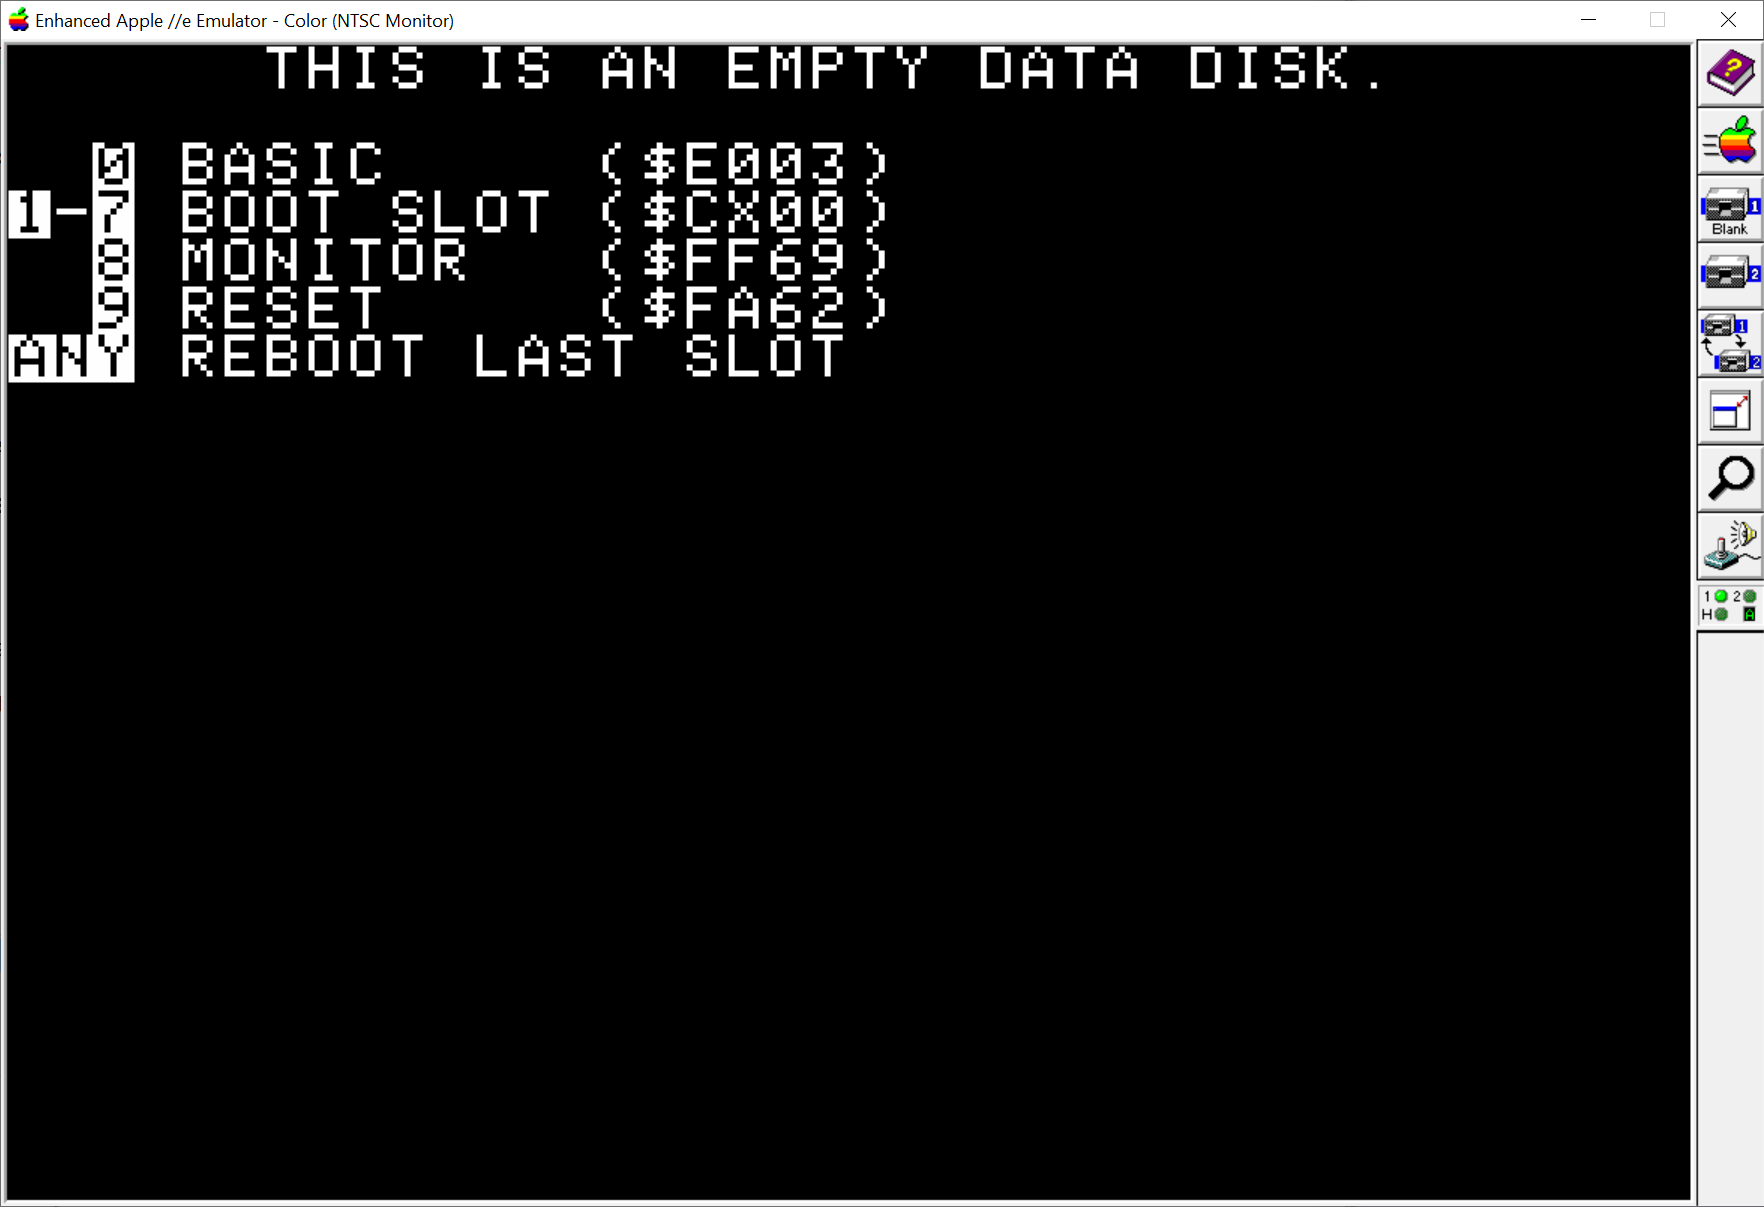 Enhanced Apple //e Emulator - Color (NTSC Monitor)
THIS IS AN EMPTY DATA DISK.
0 BASIC ($E003)
1-7 BOOT SLOT ($CX00)
8 MONITOR ($FF69)
9 RESET ($FA62)
ANY REBOOT LAST SLOT
?
1
Blank
2
1
2
1 2
H A